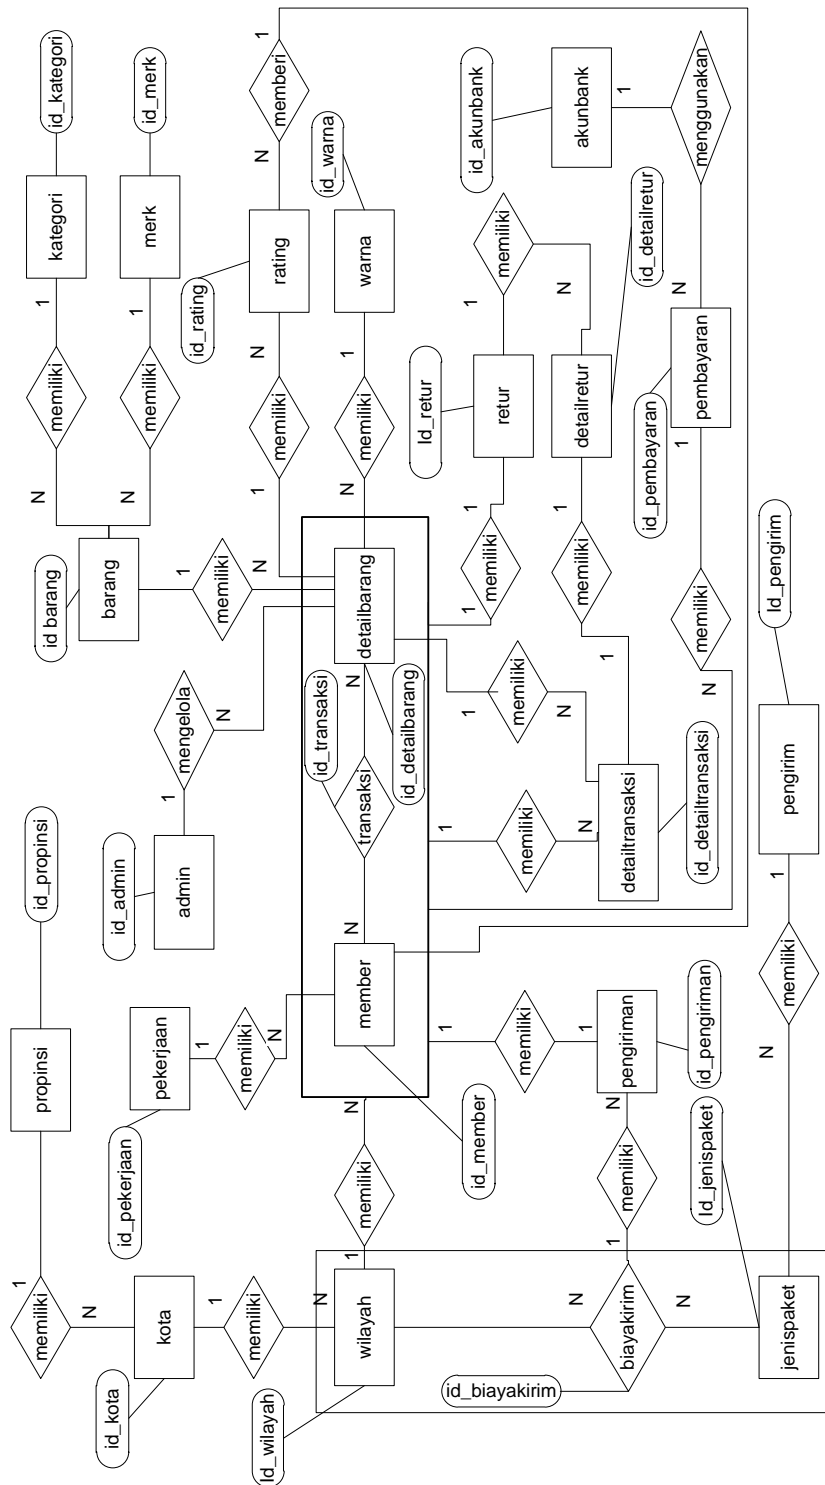 memiliki
1
propinsi
id_propinsi
id barang
N
memiliki
1
kategori
id_kategori
id_kota
N
kota
id_pekerjaan
pekerjaan
id_admin
barang
N
memiliki
1
merk
id_merk
1
1
admin
1
mengelola
1
memiliki
memiliki
N
memiliki
N
N
id_rating
Id_wilayah
N
1
N
memiliki
N
rating
N
memberi
1
id_transaksi
id_warna
wilayah
1
memiliki
N
member
N
transaksi
N
detailbarang
N
memiliki
1
warna
id_detailbarang
id_member
1
1
1
1
memiliki
1
Id_retur
id_akunbank
id_biayakirim
memiliki
memiliki
memiliki
retur
1
memiliki
1
N
N
N
N
biayakirim
1
memiliki
N
pengiriman
detailtransaksi
1
memiliki
1
detailretur
N
akunbank
1
id_detailretur
N
id_pengiriman
id_detailtransaksi
id_pembayaran
1
N
Id_jenispaket
N
memiliki
pembayaran
menggunakan
N
1
Id_pengirim
jenispaket
memiliki
pengirim